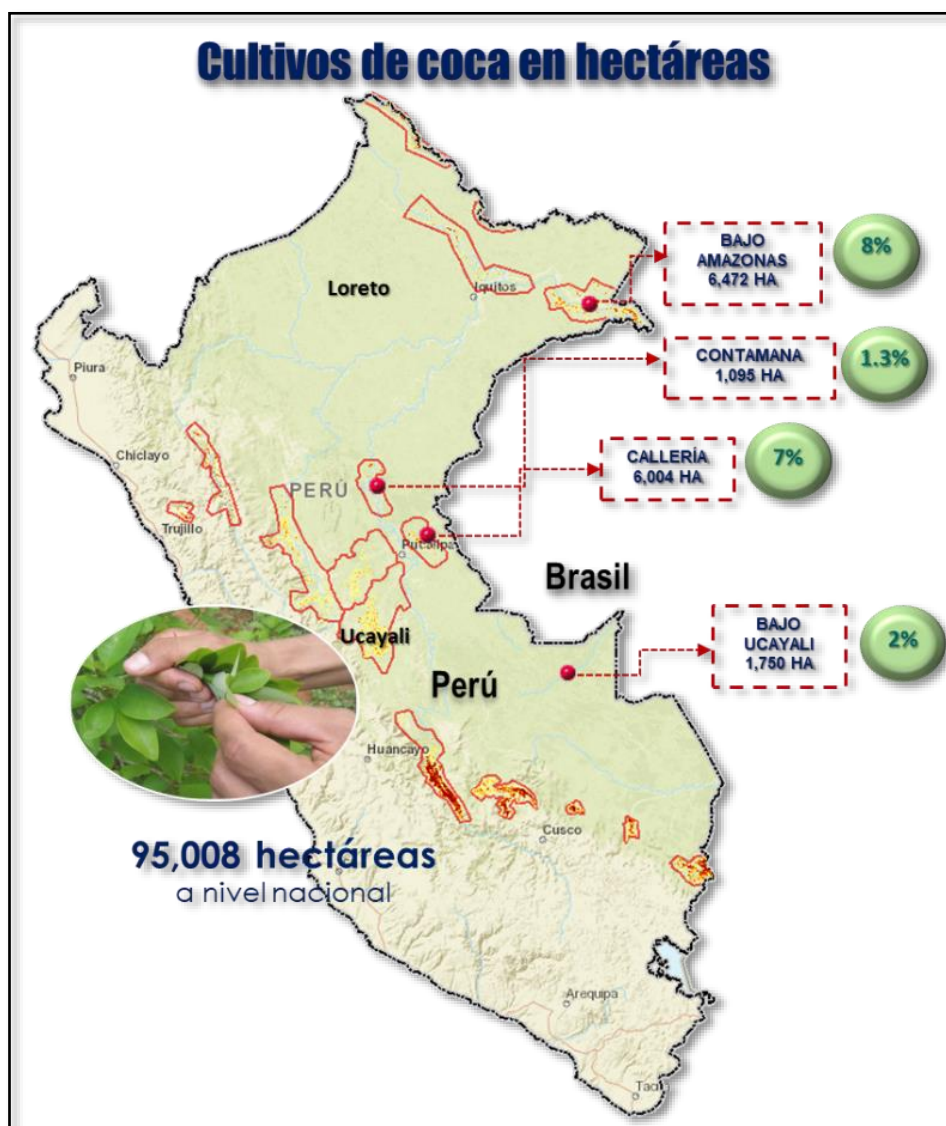 Cultivos de coca en hectáreas
Loreto
Iquitos
BAJO
AMAZONAS
6,472 HA
8%
Piura
CONTAMANA
1,095 HA
1.3%
Chiclayo
PERÚ
CALLERÍA
6,004 HA
7%
Trujillo
Pucallpa
Brasil
Ucayali
BAJO
UCAYALI
1,750 HA
2%
Perú
Huancayo
Cusco
95,008 hectáreas
a nivel nacional
Arequipa
Tac